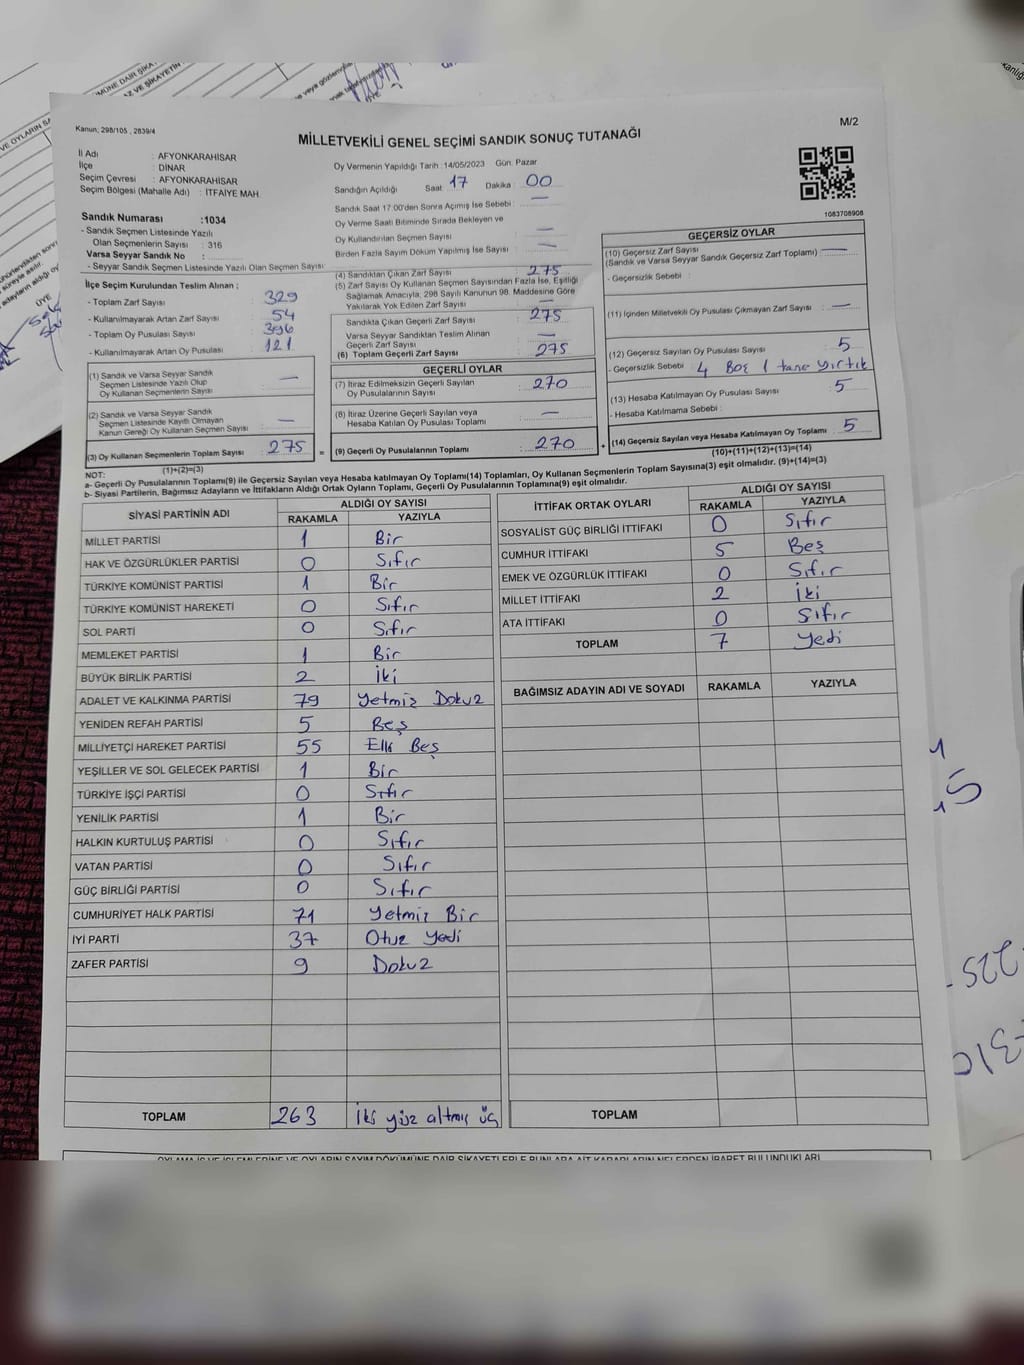 Kanun; 298/105 , 2839/4
M/2
MİLLETVEKİLİ GENEL SEÇİMİ SANDIK SONUÇ TUTANAĞI
İl Adı : AFYONKARAHİSAR
İlçe : DİNAR
Seçim Çevresi : AFYONKARAHİSAR
Seçim Bölgesi (Mahalle Adı) : İTFAİYE MAH.
Sandık Numarası :1034
- Sandık Seçmen Listesinde Yazılı
Olan Seçmenlerin Sayısı : 316
Varsa Seyyar Sandık No :
- Seyyar Sandık Seçmen Listesinde Yazılı Olan Seçmen Sayısı:
İlçe Seçim Kurulundan Teslim Alınan ;
- Toplam Zarf Sayısı : 329
- Kullanılmayarak Artan Zarf Sayısı : 54
- Toplam Oy Pusulası Sayısı : 396
- Kullanılmayarak Artan Oy Pusulası : 121
(1) Sandık ve Varsa Seyyar Sandık
Seçmen Listesinde Yazılı Olup
Oy Kullanan Seçmenlerin Sayısı : —
(2) Sandık ve Varsa Seyyar Sandık
Seçmen Listesinde Kayıtlı Olmayan
Kanun Gereği Oy Kullanan Seçmen Sayısı : —
(3) Oy Kullanan Seçmenlerin Toplam Sayısı : 275
(1)+(2)=(3)
Oy Vermenin Yapıldığı Tarih :14/05/2023 Gün: Pazar
Sandığın Açıldığı Saat : 17 Dakika : 00
Sandık Saat 17:00'den Sonra Açılmış İse Sebebi : —
Oy Verme Saati Bitiminde Sırada Bekleyen ve
Oy Kullandırılan Seçmen Sayısı : —
Birden Fazla Sayım Döküm Yapılmış İse Sayısı : —
(4) Sandıktan Çıkan Zarf Sayısı : 275
(5) Zarf Sayısı Oy Kullanan Seçmen Sayısından Fazla İse, Eşitliği
Sağlamak Amacıyla, 298 Sayılı Kanunun 98. Maddesine Göre
Yakılarak Yok Edilen Zarf Sayısı : —
Sandıkta Çıkan Geçerli Zarf Sayısı : 275
Varsa Seyyar Sandıktan Teslim Alınan
Geçerli Zarf Sayısı : —
(6) Toplam Geçerli Zarf Sayısı : 275
GEÇERLİ OYLAR
(7) İtiraz Edilmeksizin Geçerli Sayılan
Oy Pusulalarının Sayısı : 270
(8) İtiraz Üzerine Geçerli Sayılan veya
Hesaba Katılan Oy Pusulası Toplamı : —
= (9) Geçerli Oy Pusulalarının Toplamı : 270 +
1083708908
GEÇERSİZ OYLAR
(10) Geçersiz Zarf Sayısı
(Sandık ve Varsa Seyyar Sandık Geçersiz Zarf Toplamı) : —
- Geçersizlik Sebebi :
(11) İçinden Milletvekili Oy Pusulası Çıkmayan Zarf Sayısı : —
(12) Geçersiz Sayılan Oy Pusulası Sayısı : 5
- Geçersizlik Sebebi : 4 Boş 1 tane yırtık
(13) Hesaba Katılmayan Oy Pusulası Sayısı : 5
- Hesaba Katılmama Sebebi :
(14) Geçersiz Sayılan veya Hesaba Katılmayan Oy Toplamı : 5
(10)+(11)+(12)+(13)=(14)
NOT:
a- Geçerli Oy Pusulalarının Toplamı(9) ile Geçersiz Sayılan veya Hesaba katılmayan Oy Toplamı(14) Toplamları, Oy Kullanan Seçmenlerin Toplam Sayısına(3) eşit olmalıdır. (9)+(14)=(3)
b- Siyasi Partilerin, Bağımsız Adayların ve İttifakların Aldığı Ortak Oyların Toplamı, Geçerli Oy Pusulalarının Toplamına(9) eşit olmalıdır.
SİYASİ PARTİNİN ADI ALDIĞI OY SAYISI
RAKAMLA YAZIYLA
MİLLET PARTİSİ 1 Bir
HAK VE ÖZGÜRLÜKLER PARTİSİ 0 Sıfır
TÜRKİYE KOMÜNİST PARTİSİ 1 Bir
TÜRKİYE KOMÜNİST HAREKETİ 0 Sıfır
SOL PARTİ 0 Sıfır
MEMLEKET PARTİSİ 1 Bir
BÜYÜK BİRLİK PARTİSİ 2 İki
ADALET VE KALKINMA PARTİSİ 79 Yetmiz Dokuz
YENİDEN REFAH PARTİSİ 5 Beş
MİLLİYETÇİ HAREKET PARTİSİ 55 Elli Beş
YEŞİLLER VE SOL GELECEK PARTİSİ 1 Bir
TÜRKİYE İŞÇİ PARTİSİ 0 Sıfır
YENİLİK PARTİSİ 1 Bir
HALKIN KURTULUŞ PARTİSİ 0 Sıfır
VATAN PARTİSİ 0 Sıfır
GÜÇ BİRLİĞİ PARTİSİ 0 Sıfır
CUMHURİYET HALK PARTİSİ 71 Yetmiz Bir
İYİ PARTİ 37 Otuz Yedi
ZAFER PARTİSİ 9 Dokuz
TOPLAM 263 İki yüz altmış üç
İTTİFAK ORTAK OYLARI ALDIĞI OY SAYISI
RAKAMLA YAZIYLA
SOSYALİST GÜÇ BİRLİĞİ İTTİFAKI 0 Sıfır
CUMHUR İTTİFAKI 5 Beş
EMEK VE ÖZGÜRLÜK İTTİFAKI 0 Sıfır
MİLLET İTTİFAKI 2 İki
ATA İTTİFAKI 0 Sıfır
TOPLAM 7 Yedi
BAĞIMSIZ ADAYIN ADI VE SOYADI RAKAMLA YAZIYLA
TOPLAM